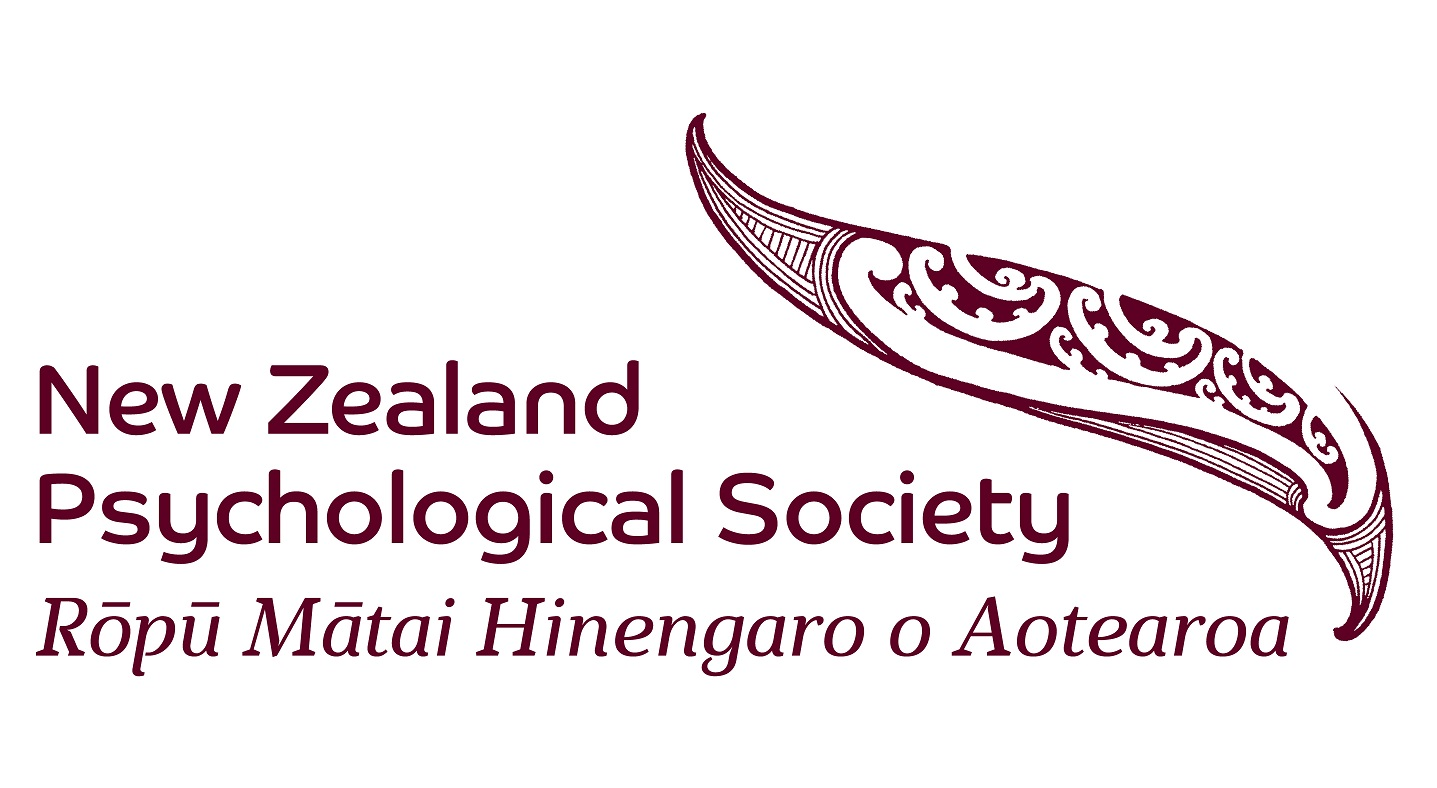 New Zealand
Psychological Society
Rōpū Mātai Hinengaro o Aotearoa